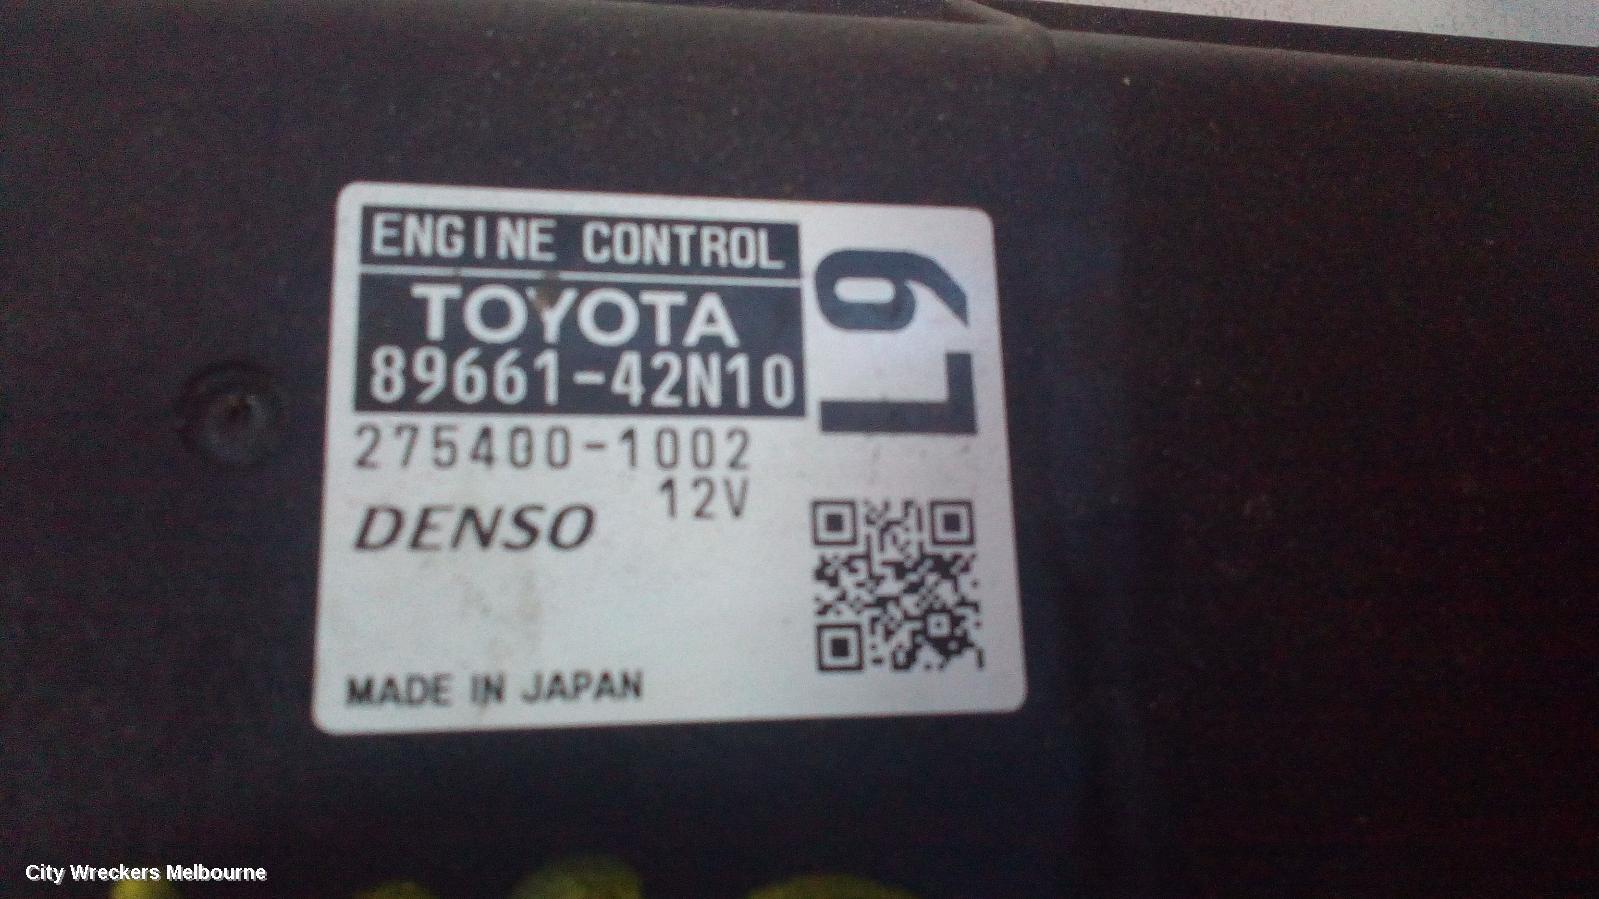 ENGINE CONTROL
TOYOTA
89661-42N10
275400-1002
12V
DENSO
MADE IN JAPAN
L9
City Wreckers Melbourne